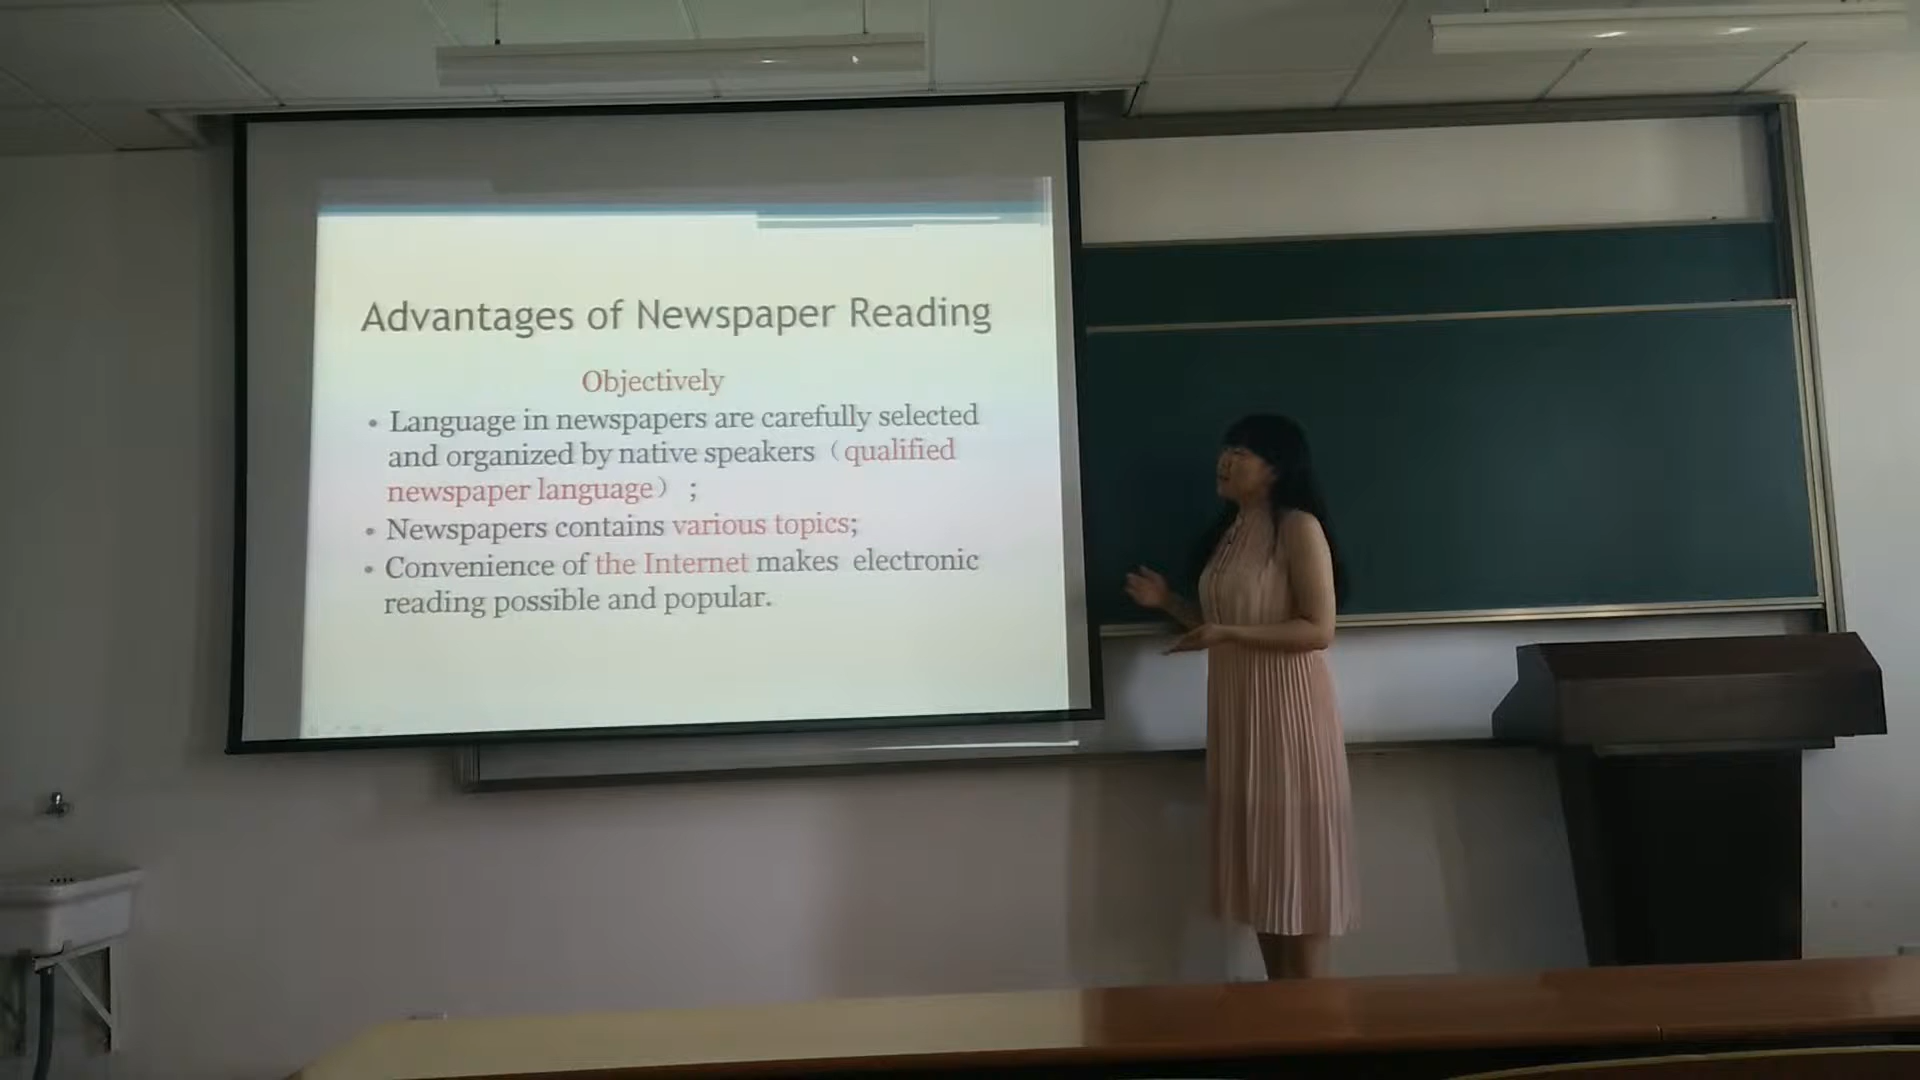 Advantages of Newspaper Reading
Objectively
• Language in newspapers are carefully selected
and organized by native speakers（qualified
newspaper language）；
• Newspapers contains various topics;
• Convenience of the Internet makes electronic
reading possible and popular.